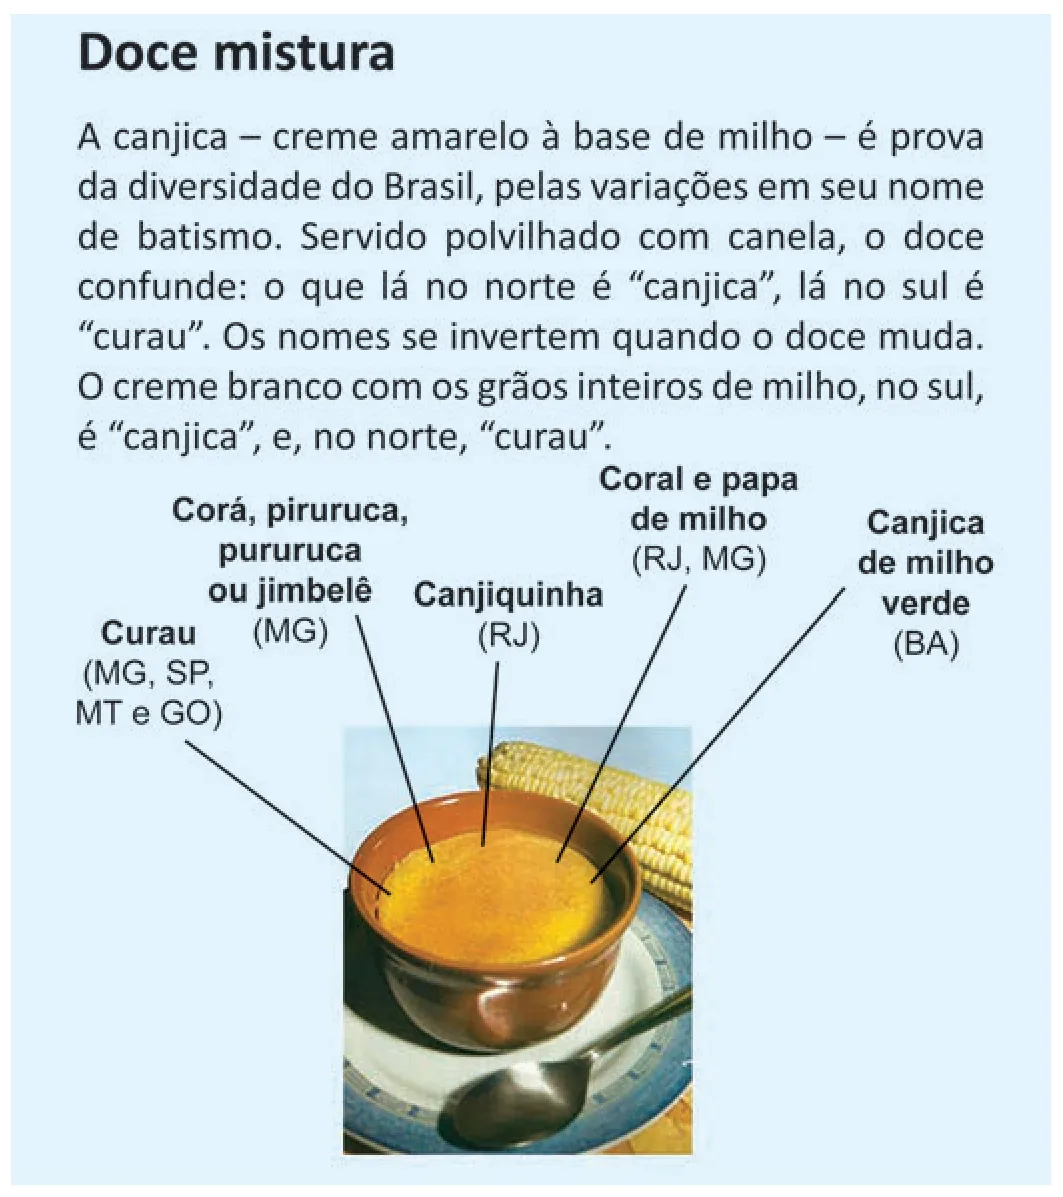 Doce mistura
A canjica – creme amarelo à base de milho – é prova
da diversidade do Brasil, pelas variações em seu nome
de batismo. Servido polvilhado com canela, o doce
confunde: o que lá no norte é “canjica”, lá no sul é
“curau”. Os nomes se invertem quando o doce muda.
O creme branco com os grãos inteiros de milho, no sul,
é “canjica”, e, no norte, “curau”.
Curau
(MG, SP,
MT e GO)
Corá, piruruca,
pururuca
ou jimbelê
(MG)
Canjiquinha
(RJ)
Coral e papa
de milho
(RJ, MG)
Canjica
de milho
verde
(BA)